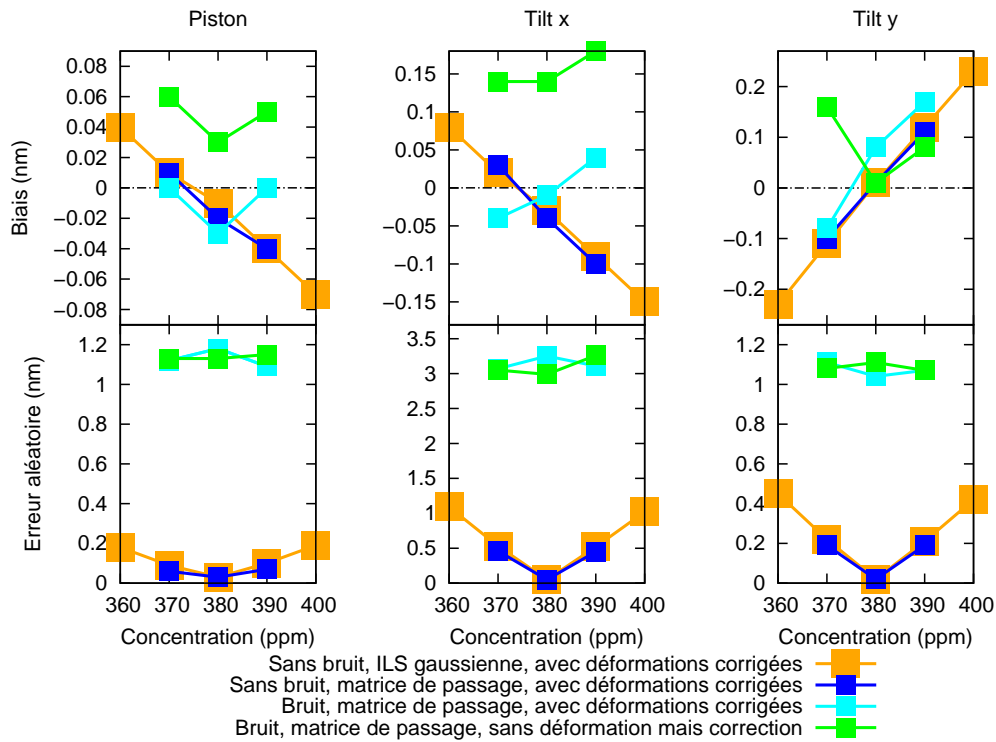 Piston Tilt x Tilt y
0.08 0.15 0.2
0.06
0.04 0.10 0.1
0.02 0.05
0 0 0
−0.02 −0.05
−0.04 −0.1 −0.1
−0.06
−0.08 −0.15 −0.2
Biais (nm)
1.2 3.5 1.2
1 3 1
0.8 2.5 0.8
0.6 2 0.6
0.4 1.5 0.4
0.2 1 0.2
0 0.5 0
0
Erreur aléatoire (nm)
360 370 380 390 400 360 370 380 390 400 360 370 380 390 400
Concentration (ppm) Concentration (ppm) Concentration (ppm)
Sans bruit, ILS gaussienne, avec déformations corrigées
Sans bruit, matrice de passage, avec déformations corrigées
Bruit, matrice de passage, avec déformations corrigées
Bruit, matrice de passage, sans déformation mais correction